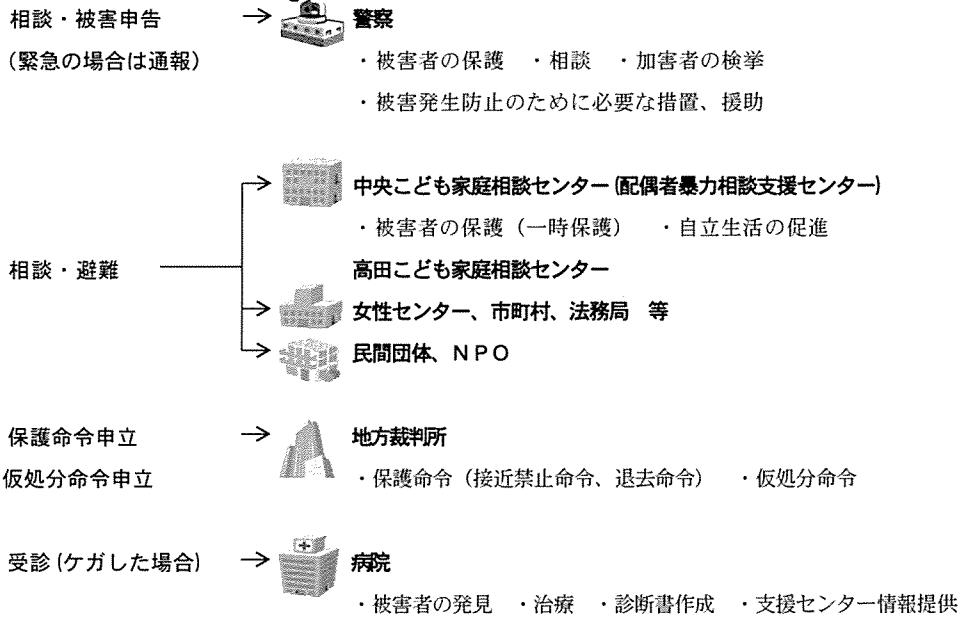 相談・被害申告 → 警察
(緊急の場合は通報) ・被害者の保護 ・相談 ・加害者の検挙
・被害発生防止のために必要な措置、援助
中央こども家庭相談センター(配偶者暴力相談支援センター)
・被害者の保護（一時保護） ・自立生活の促進
相談・避難 高田こども家庭相談センター
女性センター、市町村、法務局 等
民間団体、ＮＰＯ
保護命令申立 → 地方裁判所
仮処分命令申立 ・保護命令（接近禁止命令、退去命令） ・仮処分命令
受診(ケガした場合) → 病院
・被害者の発見 ・治療 ・診断書作成 ・支援センター情報提供